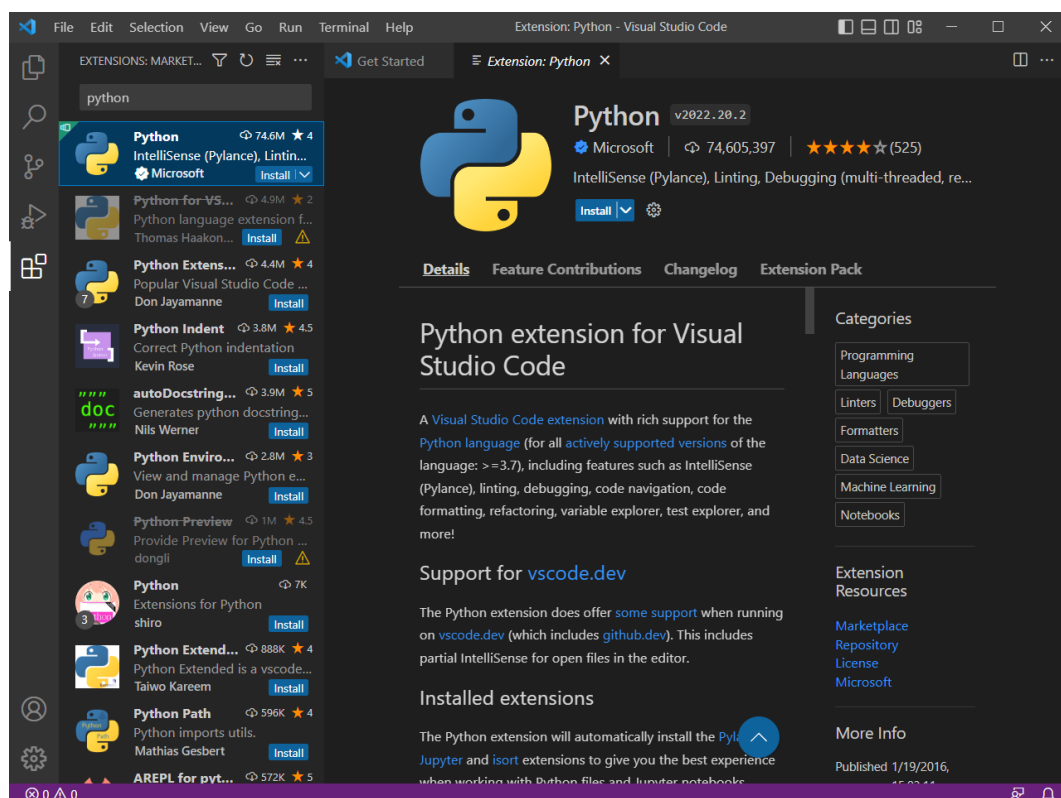 File Edit Selection View Go Run Terminal Help
Extension: Python - Visual Studio Code
EXTENSIONS: MARKET...
python
Python 74.6M ★ 4
IntelliSense (Pylance), Lintin...
Microsoft Install
Python for VS... 4.9M ★ 2
Python language extension f...
Thomas Haakon... Install
Python Extens... 4.4M ★ 4
Popular Visual Studio Code ...
7
Don Jayamanne Install
Python Indent 3.8M ★ 4.5
Correct Python indentation
Kevin Rose Install
autoDocstring... 3.9M ★ 5
""" doc """
Generates python docstring...
Nils Werner Install
Python Enviro... 2.8M ★ 3
View and manage Python e...
Don Jayamanne Install
Python Preview 1M ★ 4.5
Provide Preview for Python ...
dongli Install
Python 7K
Extensions for Python
3
shiro Install
Python Extend... 888K ★ 4
Python Extended is a vscode...
Taiwo Kareem Install
Python Path 596K ★ 4
Python imports utils.
Mathias Gesbert Install
AREPL for pyt... 572K ★ 5
Get Started
Extension: Python
Python v2022.20.2
Microsoft | 74,605,397 | ★★★★☆ (525)
IntelliSense (Pylance), Linting, Debugging (multi-threaded, re...
Install
Details Feature Contributions Changelog Extension Pack
Python extension for Visual
Studio Code
A Visual Studio Code extension with rich support for the
Python language (for all actively supported versions of the
language: >=3.7), including features such as IntelliSense
(Pylance), linting, debugging, code navigation, code
formatting, refactoring, variable explorer, test explorer, and
more!
Support for vscode.dev
The Python extension does offer some support when running
on vscode.dev (which includes github.dev). This includes
partial IntelliSense for open files in the editor.
Installed extensions
The Python extension will automatically install the
Jupyter and isort extensions to give you the best experience
when working with Python files and Jupyter notebooks.
Categories
Programming
Languages
Linters Debuggers
Formatters
Data Science
Machine Learning
Notebooks
Extension
Resources
Marketplace
Repository
License
Microsoft
More Info
Published 1/19/2016,
0 0